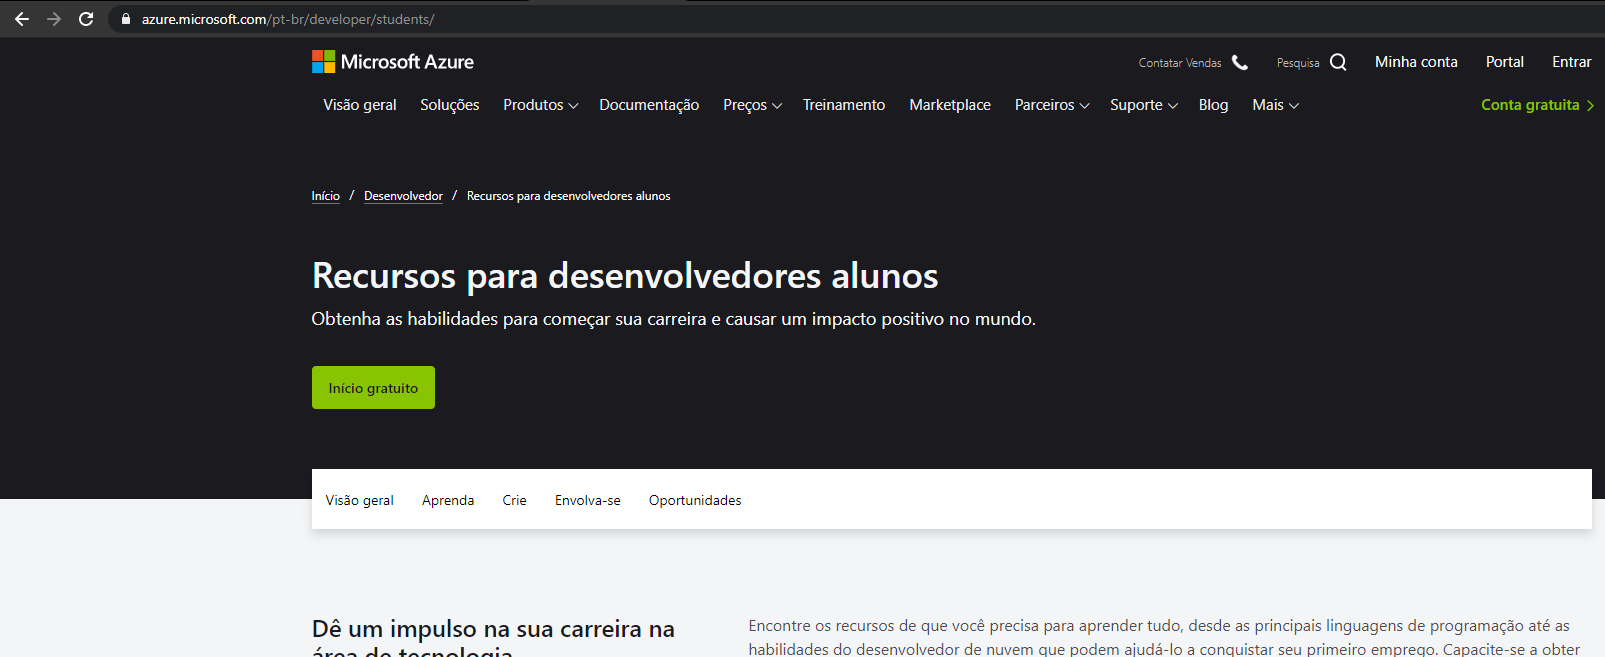 azure.microsoft.com/pt-br/developer/students/
Microsoft Azure
Contatar Vendas Pesquisa Minha conta Portal Entrar
Visão geral Soluções Produtos Documentação Preços Treinamento Marketplace Parceiros Suporte Blog Mais Conta gratuita
Início / Desenvolvedor / Recursos para desenvolvedores alunos
Recursos para desenvolvedores alunos
Obtenha as habilidades para começar sua carreira e causar um impacto positivo no mundo.
Início gratuito
Visão geral Aprenda Crie Envolva-se Oportunidades
Dê um impulso na sua carreira na
área de tecnologia
Encontre os recursos de que você precisa para aprender tudo, desde as principais linguagens de programação até as
habilidades do desenvolvedor de nuvem que podem ajudá-lo a conquistar seu primeiro emprego. Capacite-se a obter